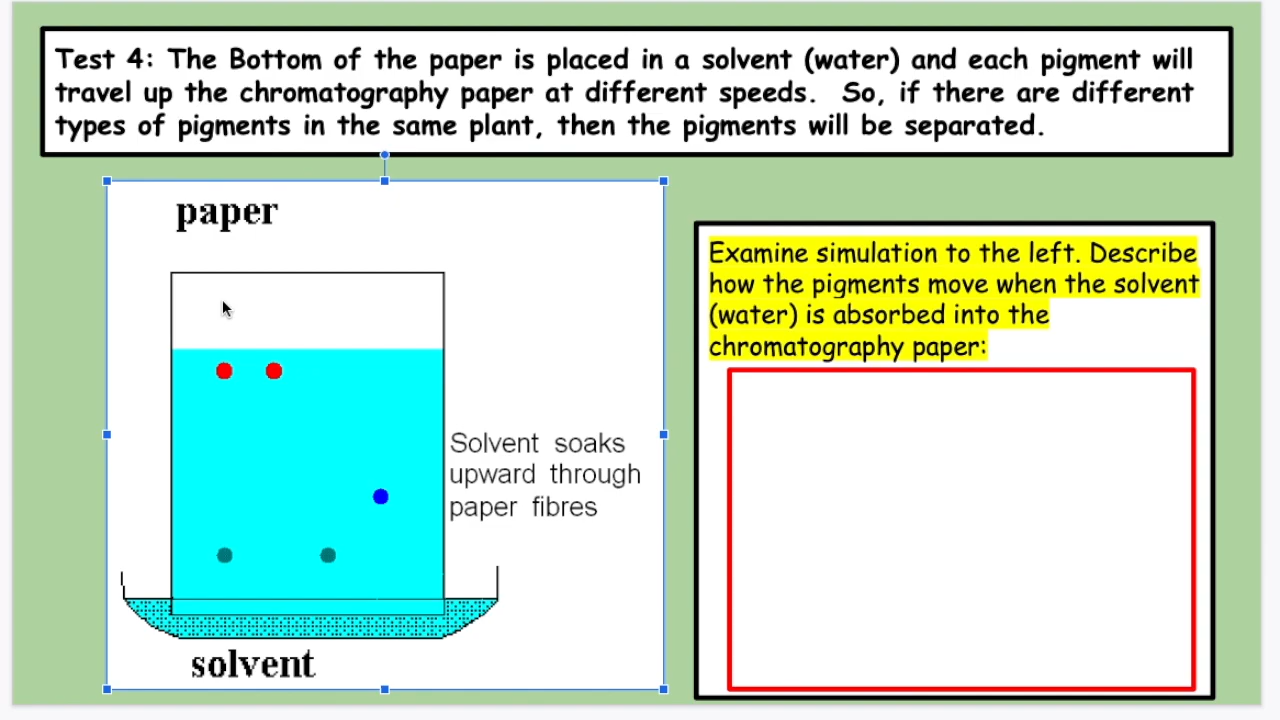 Test 4: The Bottom of the paper is placed in a solvent (water) and each pigment will
travel up the chromatography paper at different speeds. So, if there are different
types of pigments in the same plant, then the pigments will be separated.
paper
Solvent soaks
upward through
paper fibres
solvent
Examine simulation to the left. Describe
how the pigments move when the solvent
(water) is absorbed into the
chromatography paper: